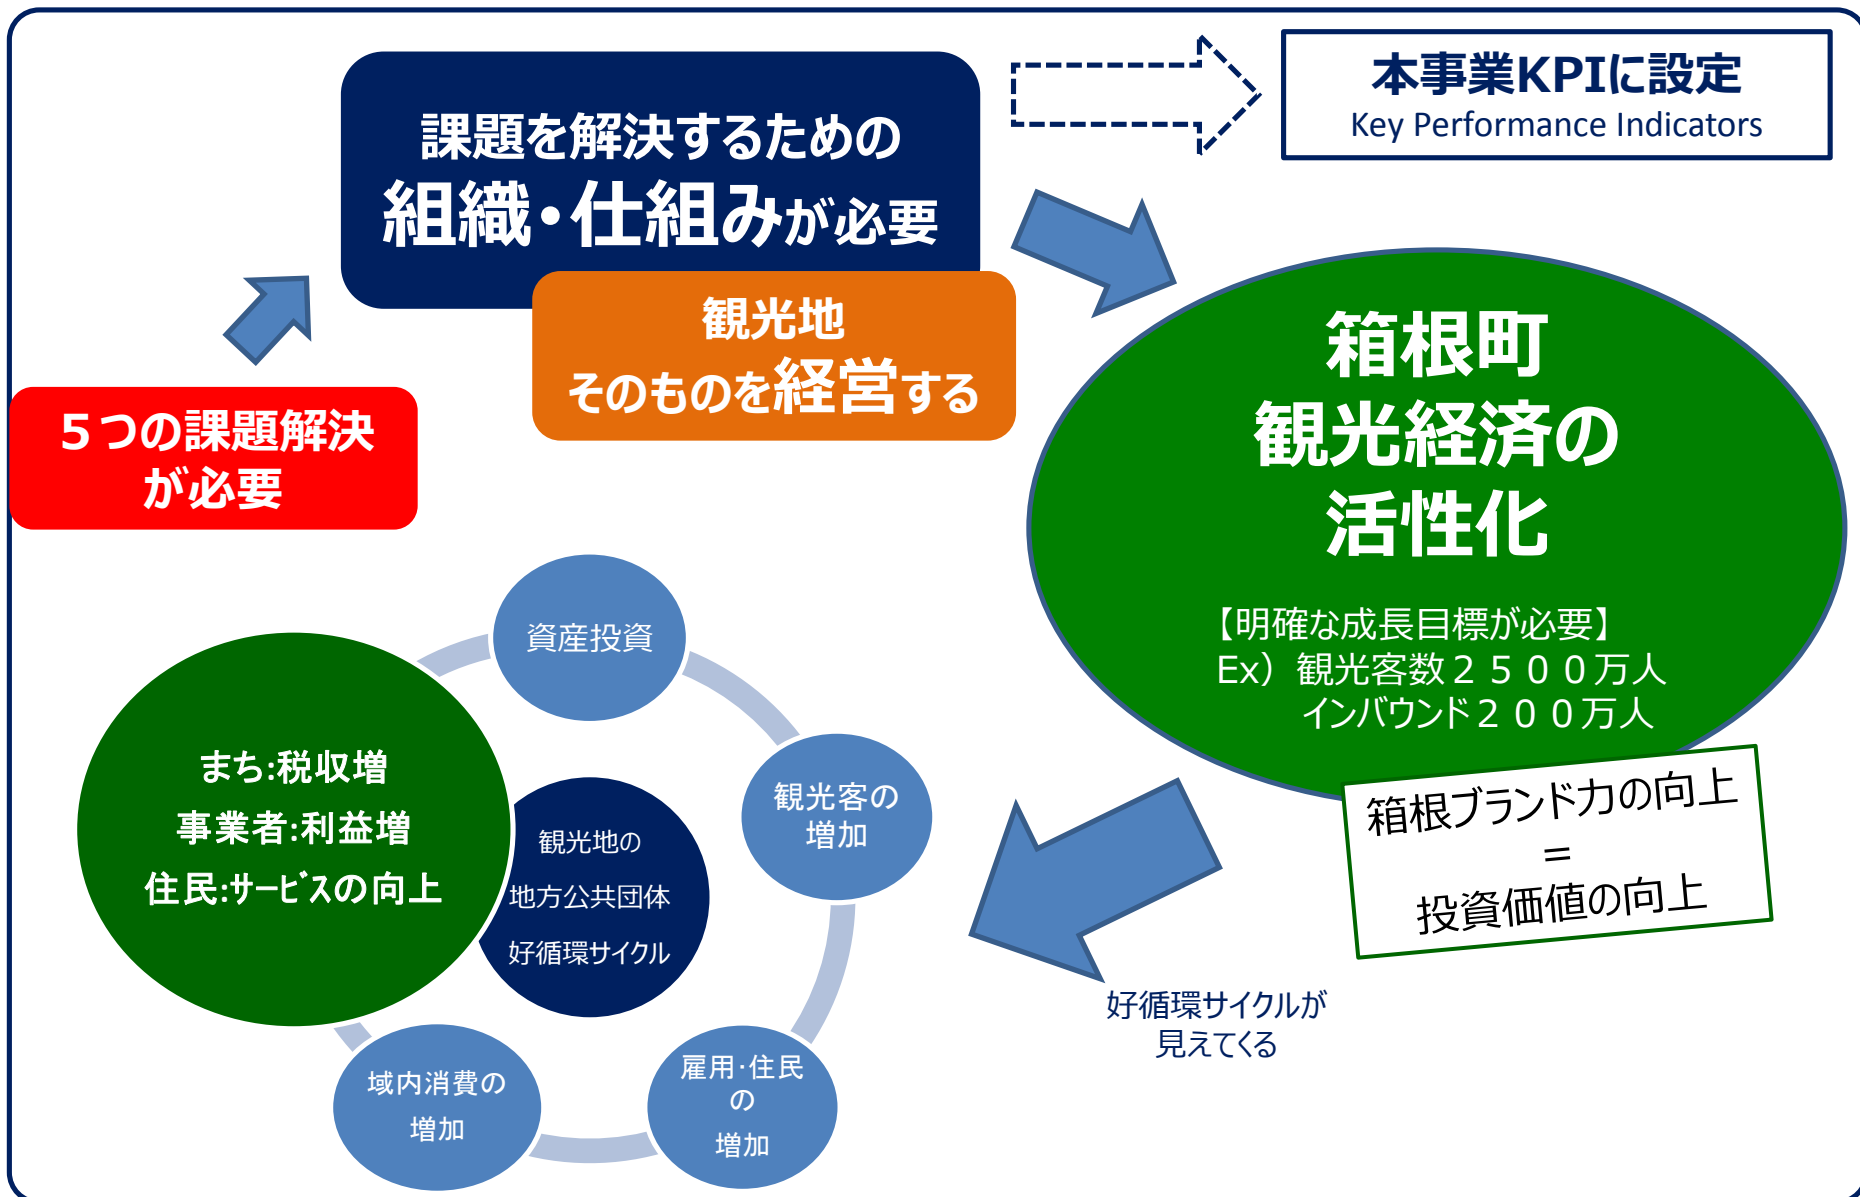 課題を解決するための
組織・仕組みが必要
本事業KPIに設定
Key Performance Indicators
観光地
そのものを経営する
５つの課題解決
が必要
箱根町
観光経済の
活性化
【明確な成長目標が必要】
Ex）観光客数２５００万人
インバウンド２００万人
箱根ブランド力の向上
＝
投資価値の向上
好循環サイクルが
見えてくる
資産投資
観光客の
増加
雇用・住民
の
増加
域内消費の
増加
まち:税収増
事業者:利益増
住民:サービスの向上
観光地の
地方公共団体
好循環サイクル